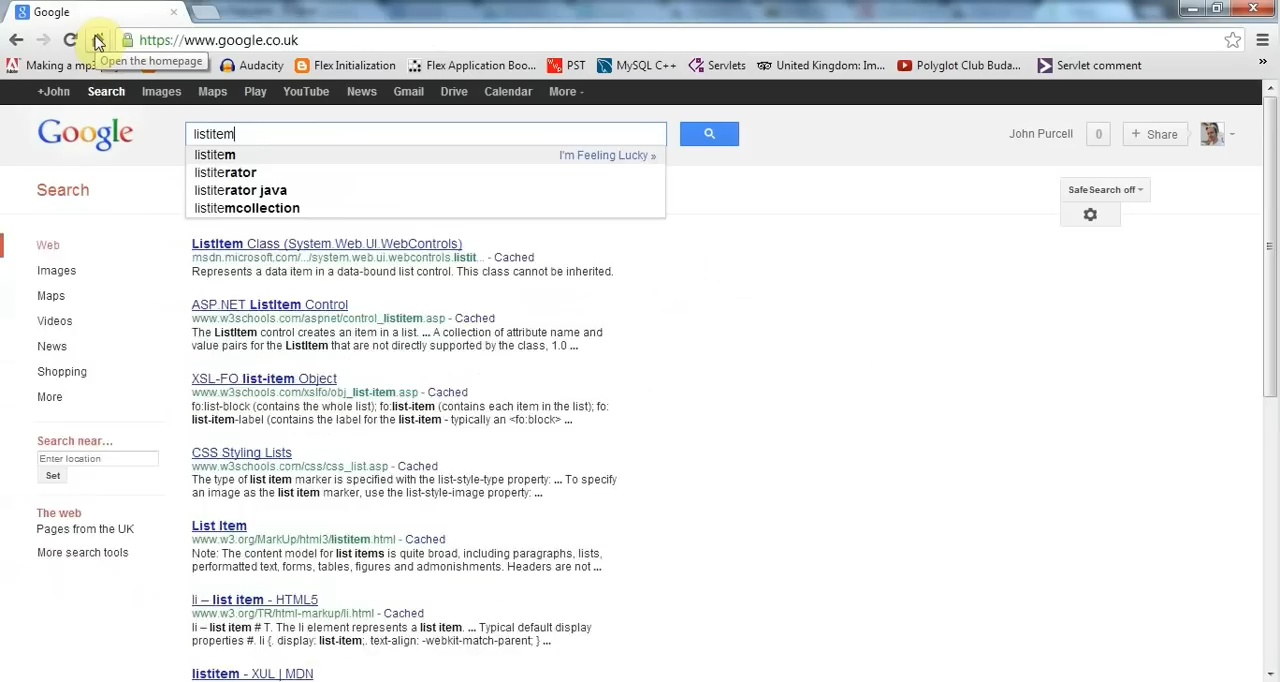 Google
https://www.google.co.uk
Open the homepage
Making a mp3
Audacity
Flex Initialization
Flex Application Boo...
PST
MySQL C++
Servlets
United Kingdom: Im...
Polyglot Club Buda...
Servlet comment
»
+John Search Images Maps Play YouTube News Gmail Drive Calendar More
Google
listitem
John Purcell
0
+ Share
listitem
I'm Feeling Lucky »
listiterator
listiterator java
listitemcollection
Search
SafeSearch off
Web
Images
Maps
Videos
News
Shopping
More
Search near...
Enter location
Set
The web
Pages from the UK
More search tools
ListItem Class (System.Web.UI.WebControls)
msdn.microsoft.com/.../system.web.ui.webcontrols.listit... - Cached
Represents a data item in a data-bound list control. This class cannot be inherited.
ASP.NET ListItem Control
www.w3schools.com/aspnet/control_listitem.asp - Cached
The ListItem control creates an item in a list. ... A collection of attribute name and
value pairs for the ListItem that are not directly supported by the class, 1.0 ...
XSL-FO list-item Object
www.w3schools.com/xslfo/obj_list-item.asp - Cached
fo:list-block (contains the whole list); fo:list-item (contains each item in the list); fo:
list-item-label (contains the label for the list-item - typically an <fo:block> ...
CSS Styling Lists
www.w3schools.com/css/css_list.asp - Cached
The type of list item marker is specified with the list-style-type property: ... To specify
an image as the list item marker, use the list-style-image property: ...
List Item
www.w3.org/MarkUp/html3/listitem.html - Cached
Note: The content model for list items is quite broad, including paragraphs, lists,
performatted text, forms, tables, figures and admonishments. Headers are not ...
li – list item - HTML5
www.w3.org/TR/html-markup/li.html - Cached
li – list item # T. The li element represents a list item. ... Typical default display
properties #. li {. display: list-item;. text-align: -webkit-match-parent; } ...
listitem - XUL | MDN